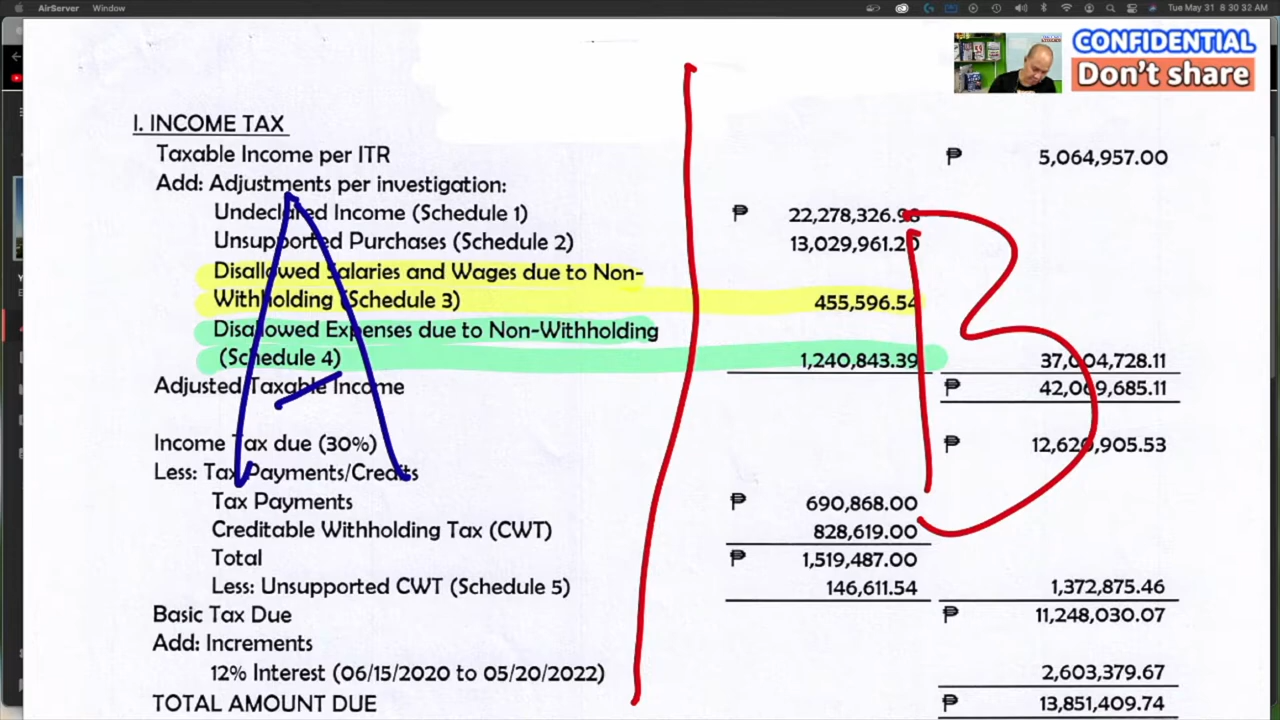 AirServer Window Tue May 31 8 30 32 AM
CONFIDENTIAL
Don't share
I. INCOME TAX
Taxable Income per ITR ₱ 5,064,957.00
Add: Adjustments per investigation:
Undeclared Income (Schedule 1) ₱ 22,278,326.98
Unsupported Purchases (Schedule 2) 13,029,961.20
Disallowed Salaries and Wages due to Non-
Withholding (Schedule 3) 455,596.54
Disallowed Expenses due to Non-Withholding
(Schedule 4) 1,240,843.39 37,004,728.11
Adjusted Taxable Income ₱ 42,069,685.11
Income Tax due (30%) ₱ 12,620,905.53
Less: Tax Payments/Credits
Tax Payments ₱ 690,868.00
Creditable Withholding Tax (CWT) 828,619.00
Total ₱ 1,519,487.00
Less: Unsupported CWT (Schedule 5) 146,611.54 1,372,875.46
Basic Tax Due ₱ 11,248,030.07
Add: Increments
12% Interest (06/15/2020 to 05/20/2022) 2,603,379.67
TOTAL AMOUNT DUE ₱ 13,851,409.74
A
B